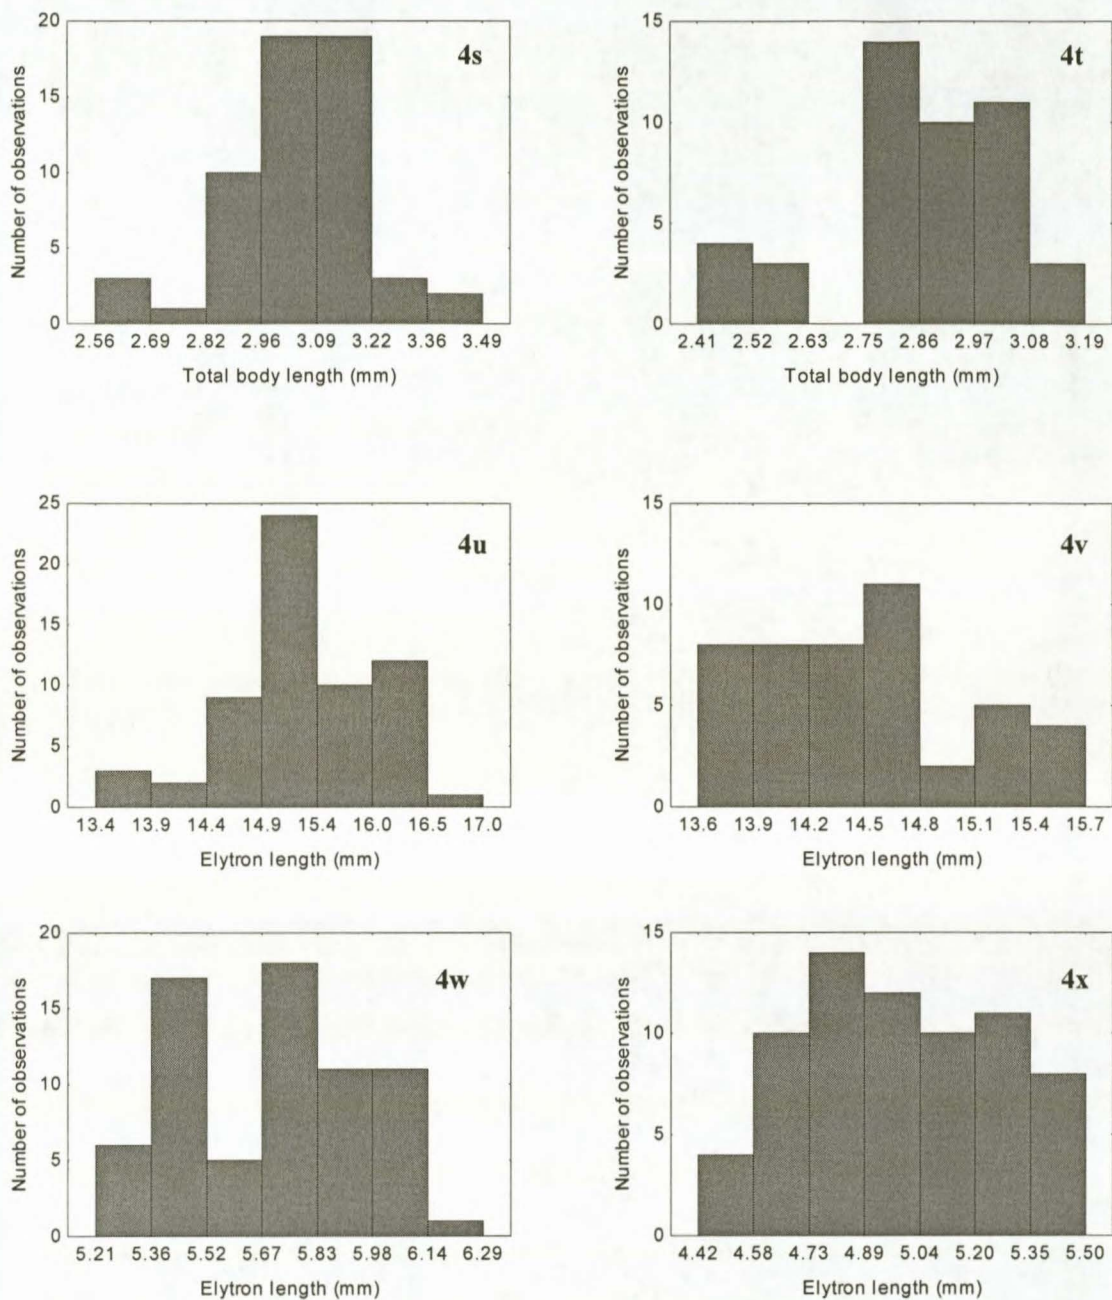 20
15
10
5
0
Number of observations
4s
2.56 2.69 2.82 2.96 3.09 3.22 3.36 3.49
Total body length (mm)
15
10
5
0
Number of observations
4t
2.41 2.52 2.63 2.75 2.86 2.97 3.08 3.19
Total body length (mm)
25
20
15
10
5
0
Number of observations
4u
13.4 13.9 14.4 14.9 15.4 16.0 16.5 17.0
Elytron length (mm)
15
10
5
0
Number of observations
4v
13.6 13.9 14.2 14.5 14.8 15.1 15.4 15.7
Elytron length (mm)
20
15
10
5
0
Number of observations
4w
5.21 5.36 5.52 5.67 5.83 5.98 6.14 6.29
Elytron length (mm)
15
10
5
0
Number of observations
4x
4.42 4.58 4.73 4.89 5.04 5.20 5.35 5.50
Elytron length (mm)